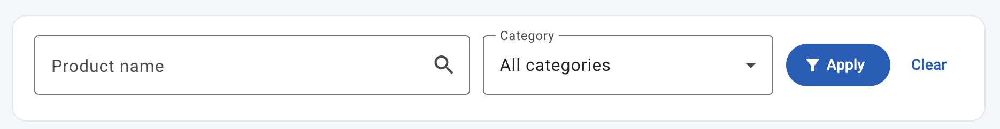 Product name
Category
All categories
Apply
Clear